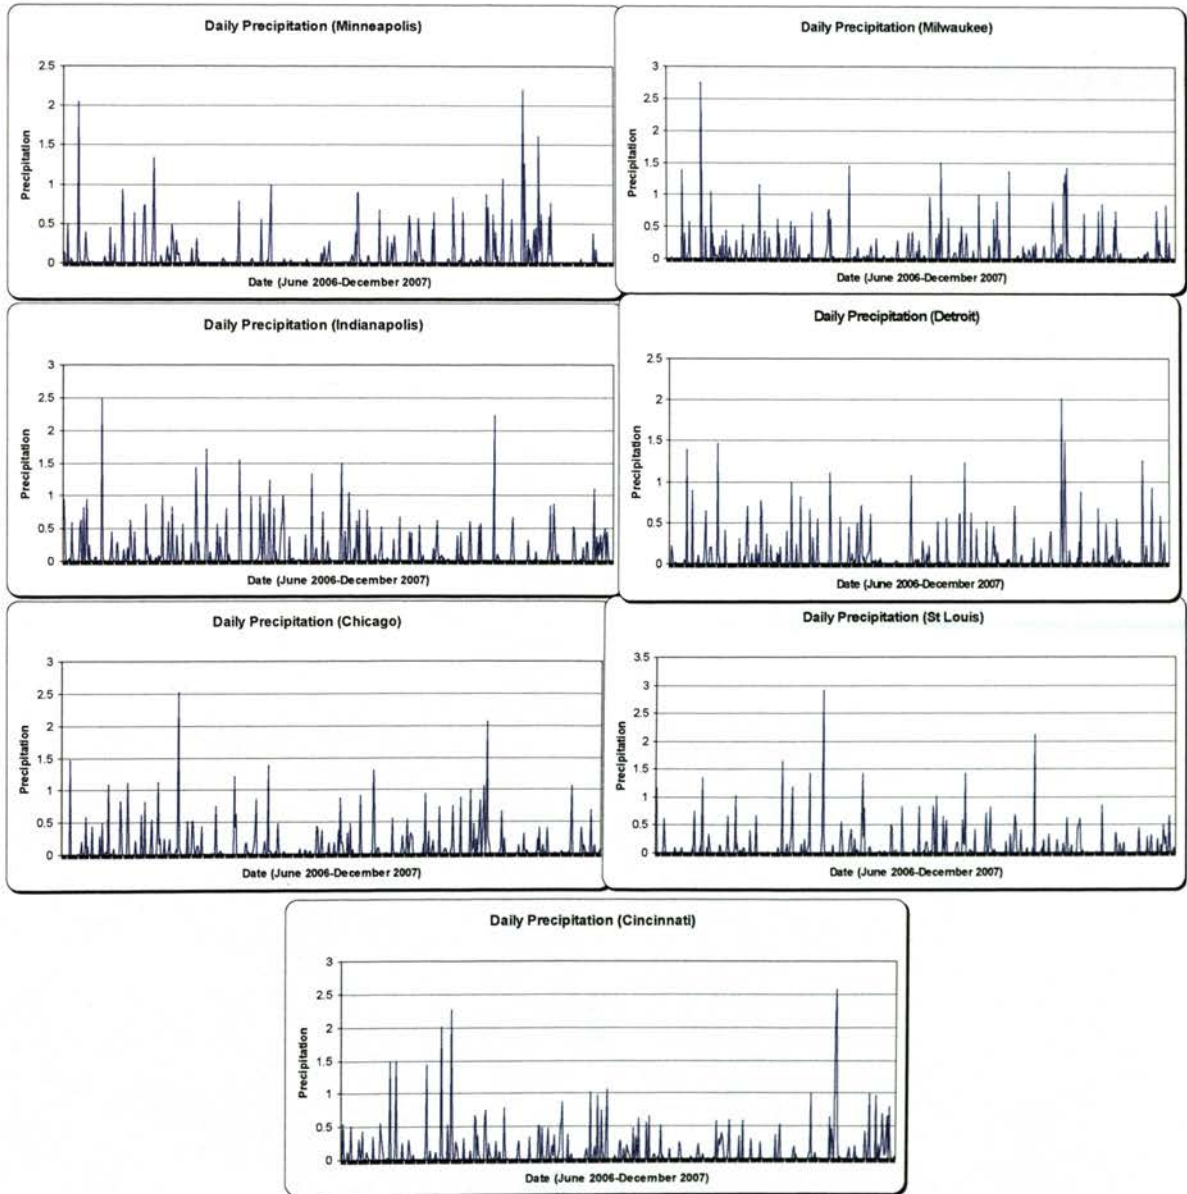 Daily Precipitation (Minneapolis)
2.5
2
1.5
1
0.5
0
Precipitation
Date (June 2006-December 2007)
Daily Precipitation (Milwaukee)
3
2.5
2
1.5
1
0.5
0
Precipitation
Date (June 2006-December 2007)
Daily Precipitation (Indianapolis)
3
2.5
2
1.5
1
0.5
0
Precipitation
Date (June 2006-December 2007)
Daily Precipitation (Detroit)
2.5
2
1.5
1
0.5
0
Precipitation
Date (June 2006-December 2007)
Daily Precipitation (Chicago)
3
2.5
2
1.5
1
0.5
0
Precipitation
Date (June 2006-December 2007)
Daily Precipitation (St Louis)
3.5
3
2.5
2
1.5
1
0.5
0
Precipitation
Date (June 2006-December 2007)
Daily Precipitation (Cincinnati)
3
2.5
2
1.5
1
0.5
0
Precipitation
Date (June 2006-December 2007)